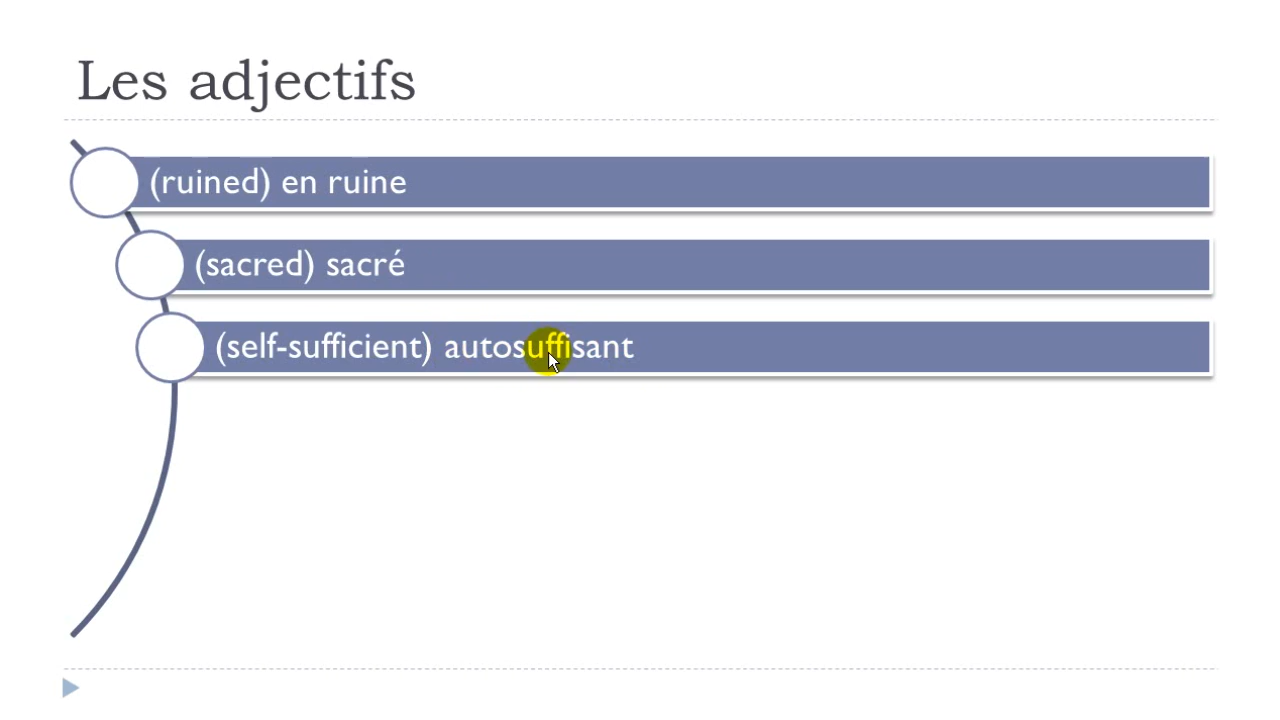 Les adjectifs
(ruined) en ruine
(sacred) sacré
(self-sufficient) autosuffisant